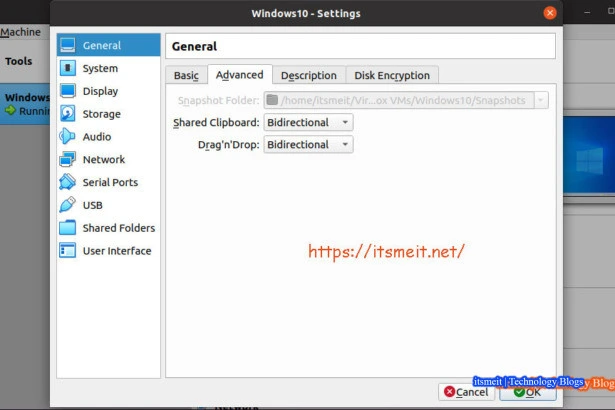 Windows10 - Settings
Machine
Tools
Windows
Runnin
General
System
Display
Storage
Audio
Network
Serial Ports
USB
Shared Folders
User Interface
General
Basic
Advanced
Description
Disk Encryption
Snapshot Folder: /home/itsmeit/Vir...ox VMs/Windows10/Snapshots
Shared Clipboard: Bidirectional
Drag'n'Drop: Bidirectional
https://itsmeit.net/
itsmeit | Technology Blogs
gy Blog
Cancel
OK
Network